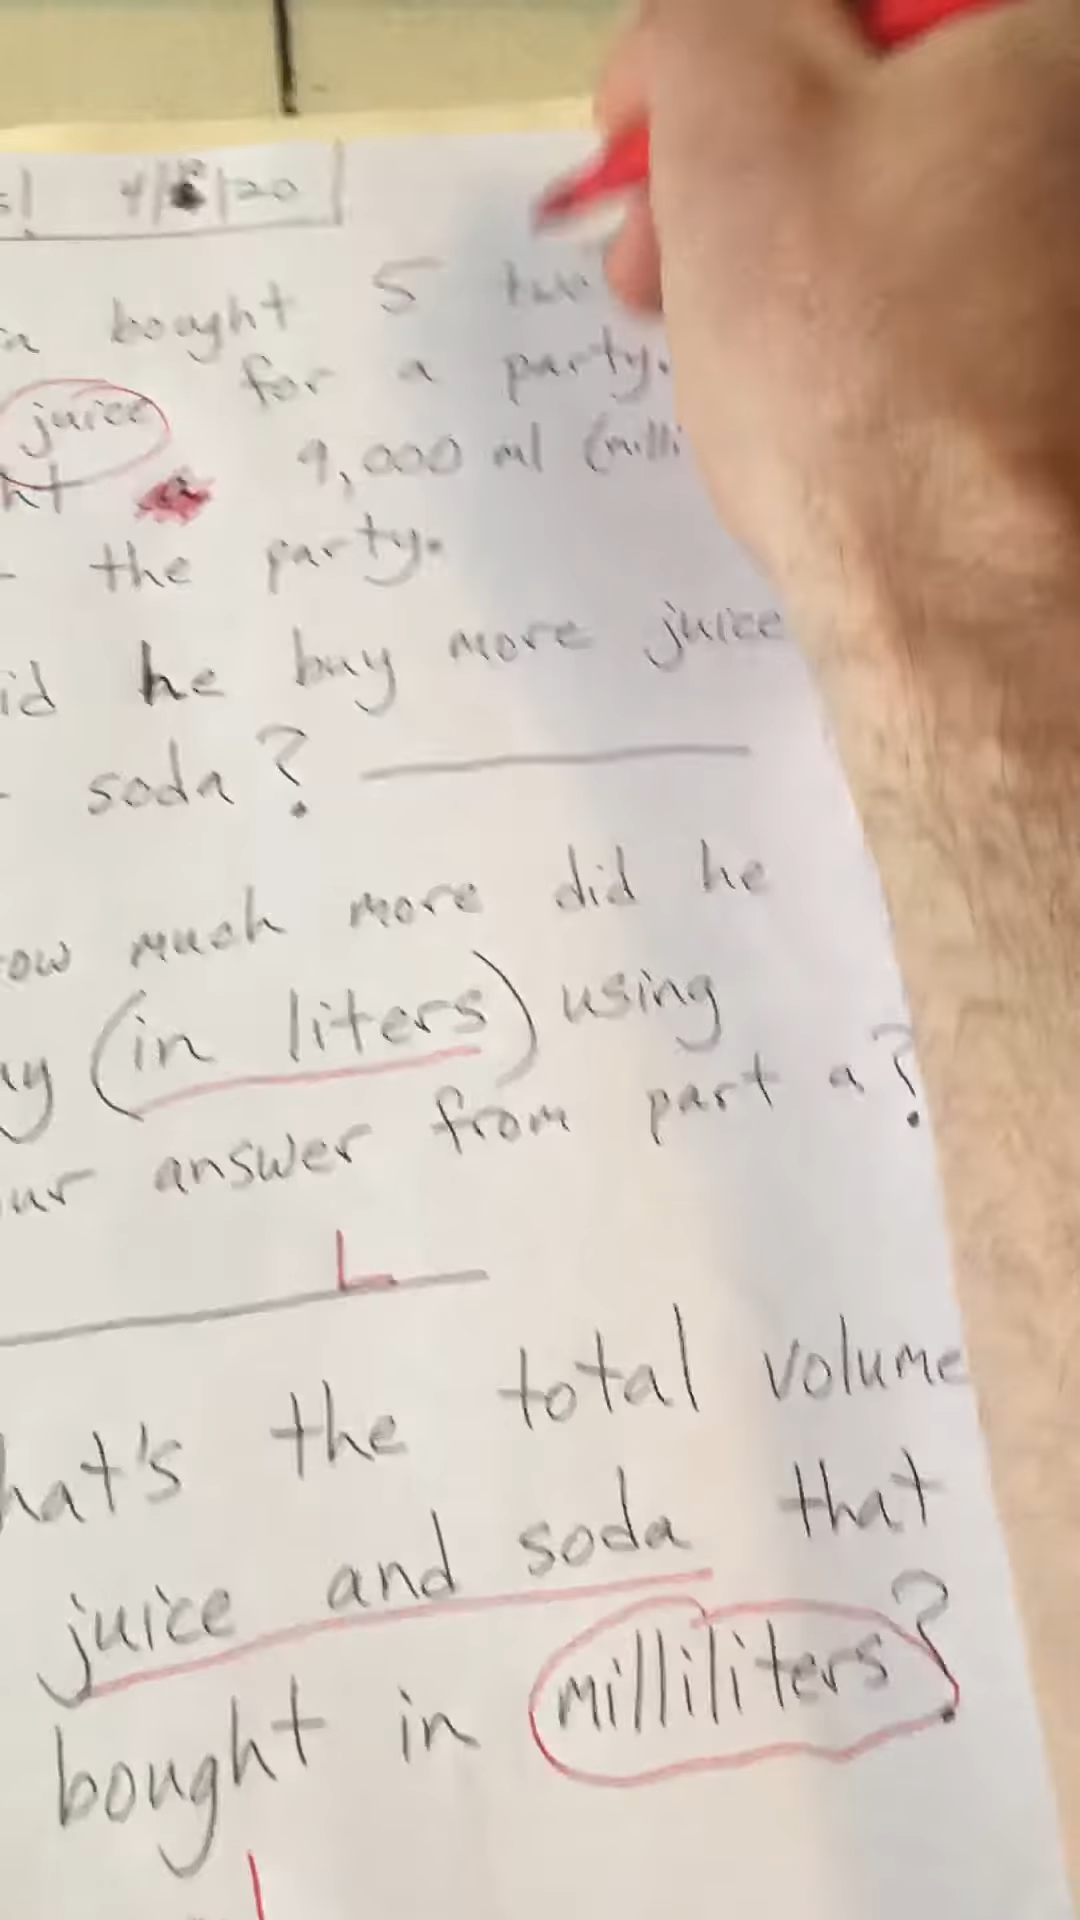 4/ /20
bought 5
juice for a party.
9,000 ml (milli
the party.
he buy more juice
soda?
much more did he
(in liters) using
answer from part a?
L
the total volume
juice and soda that
bought in milliliters?